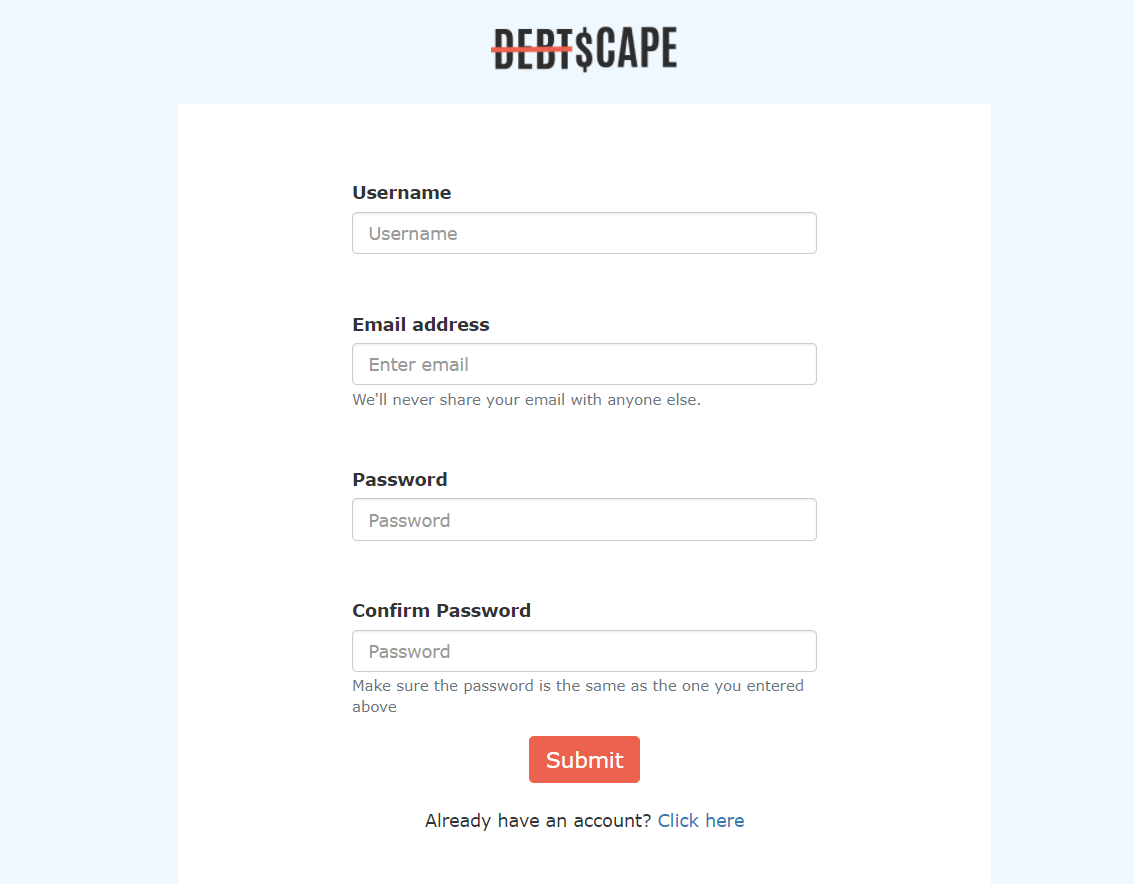 DEBT$CAPE
Username
Username
Email address
Enter email
We'll never share your email with anyone else.
Password
Password
Confirm Password
Password
Make sure the password is the same as the one you entered
above
Submit
Already have an account? Click here